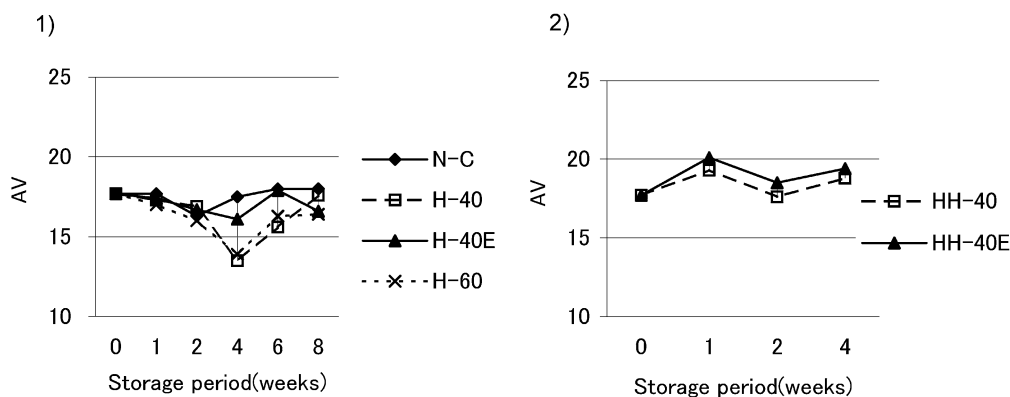 1)
25
20
15
10
AV
0 1 2 4 6 8
Storage period(weeks)
N-C
H-40
H-40E
H-60
2)
25
20
15
10
AV
0 1 2 4
Storage period(weeks)
HH-40
HH-40E